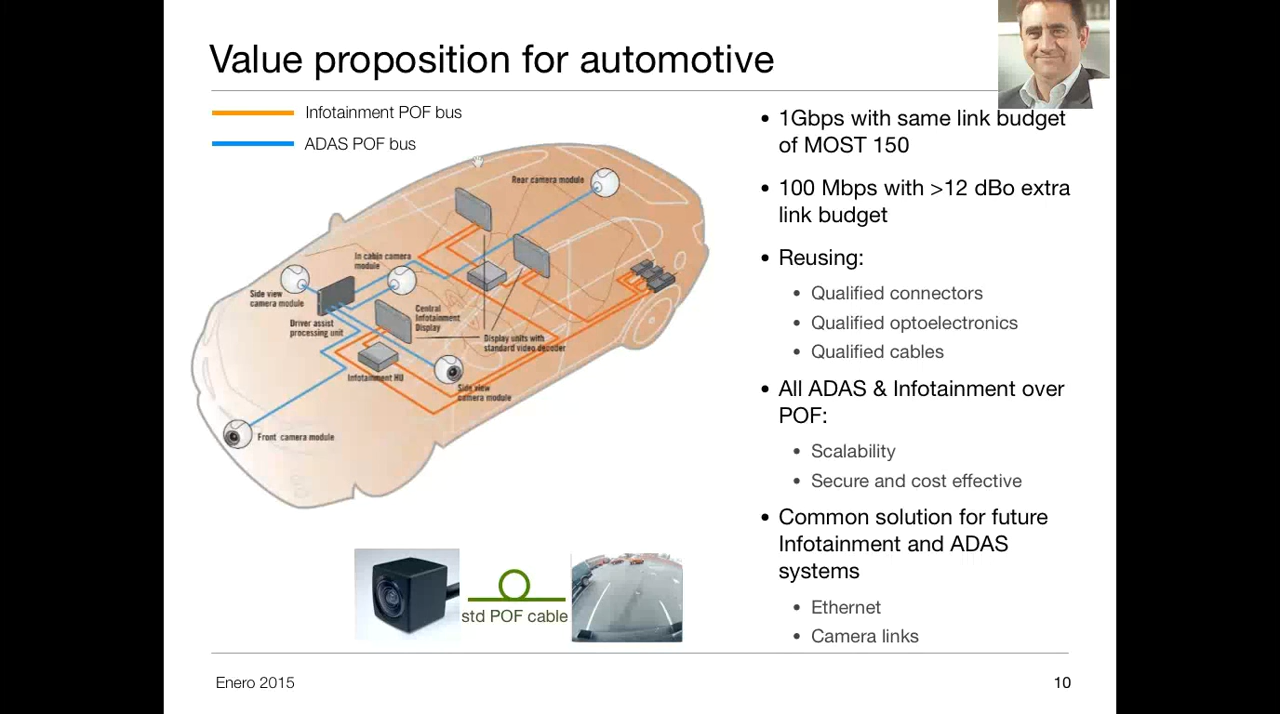 Value proposition for automotive
Infotainment POF bus
ADAS POF bus
Rear camera module
In cabin camera
module
Side view
camera module
Driver assist
processing unit
Central
Infotainment
Display
Display units with
standard video decoder
Infotainment HU
Side view
camera module
Front camera module
std POF cable
• 1Gbps with same link budget
of MOST 150
• 100 Mbps with >12 dBo extra
link budget
• Reusing:
• Qualified connectors
• Qualified optoelectronics
• Qualified cables
• All ADAS & Infotainment over
POF:
• Scalability
• Secure and cost effective
• Common solution for future
Infotainment and ADAS
systems
• Ethernet
• Camera links
Enero 2015
10